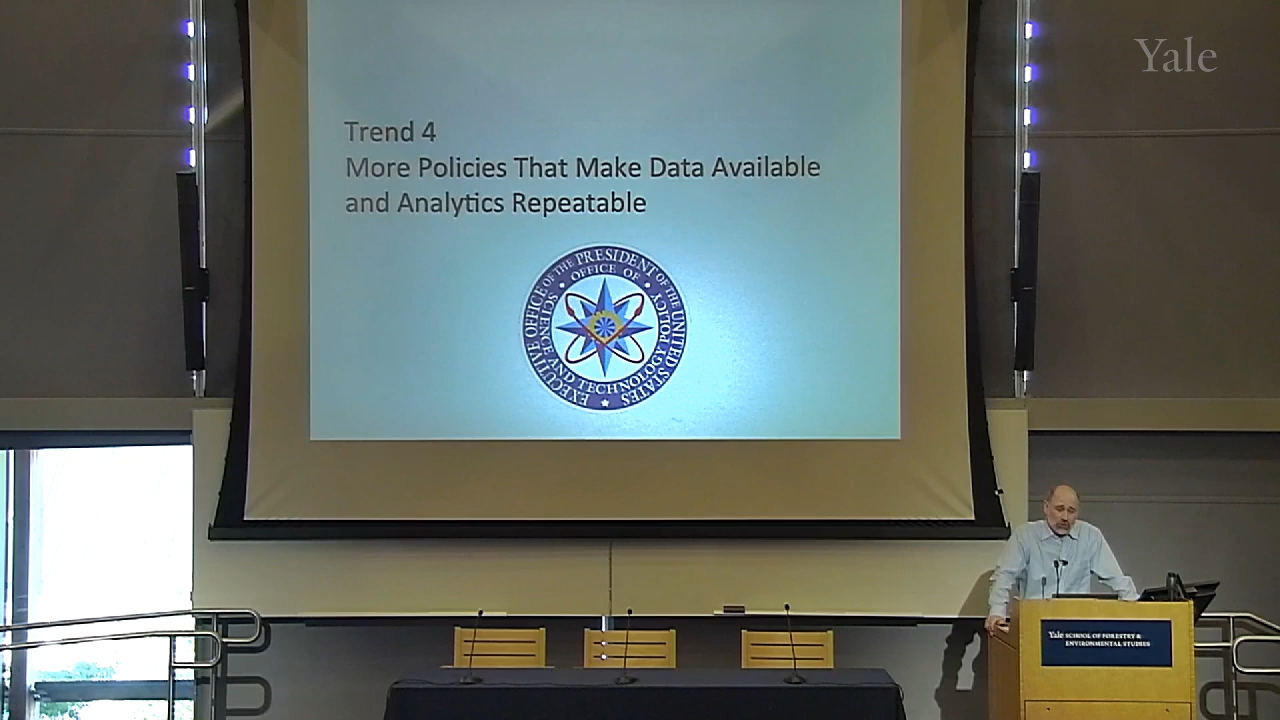 Yale
Trend 4
More Policies That Make Data Available
and Analytics Repeatable
EXECUTIVE OFFICE OF THE PRESIDENT OF THE UNITED STATES
OFFICE OF SCIENCE AND TECHNOLOGY POLICY
Yale SCHOOL OF FORESTRY &
ENVIRONMENTAL STUDIES